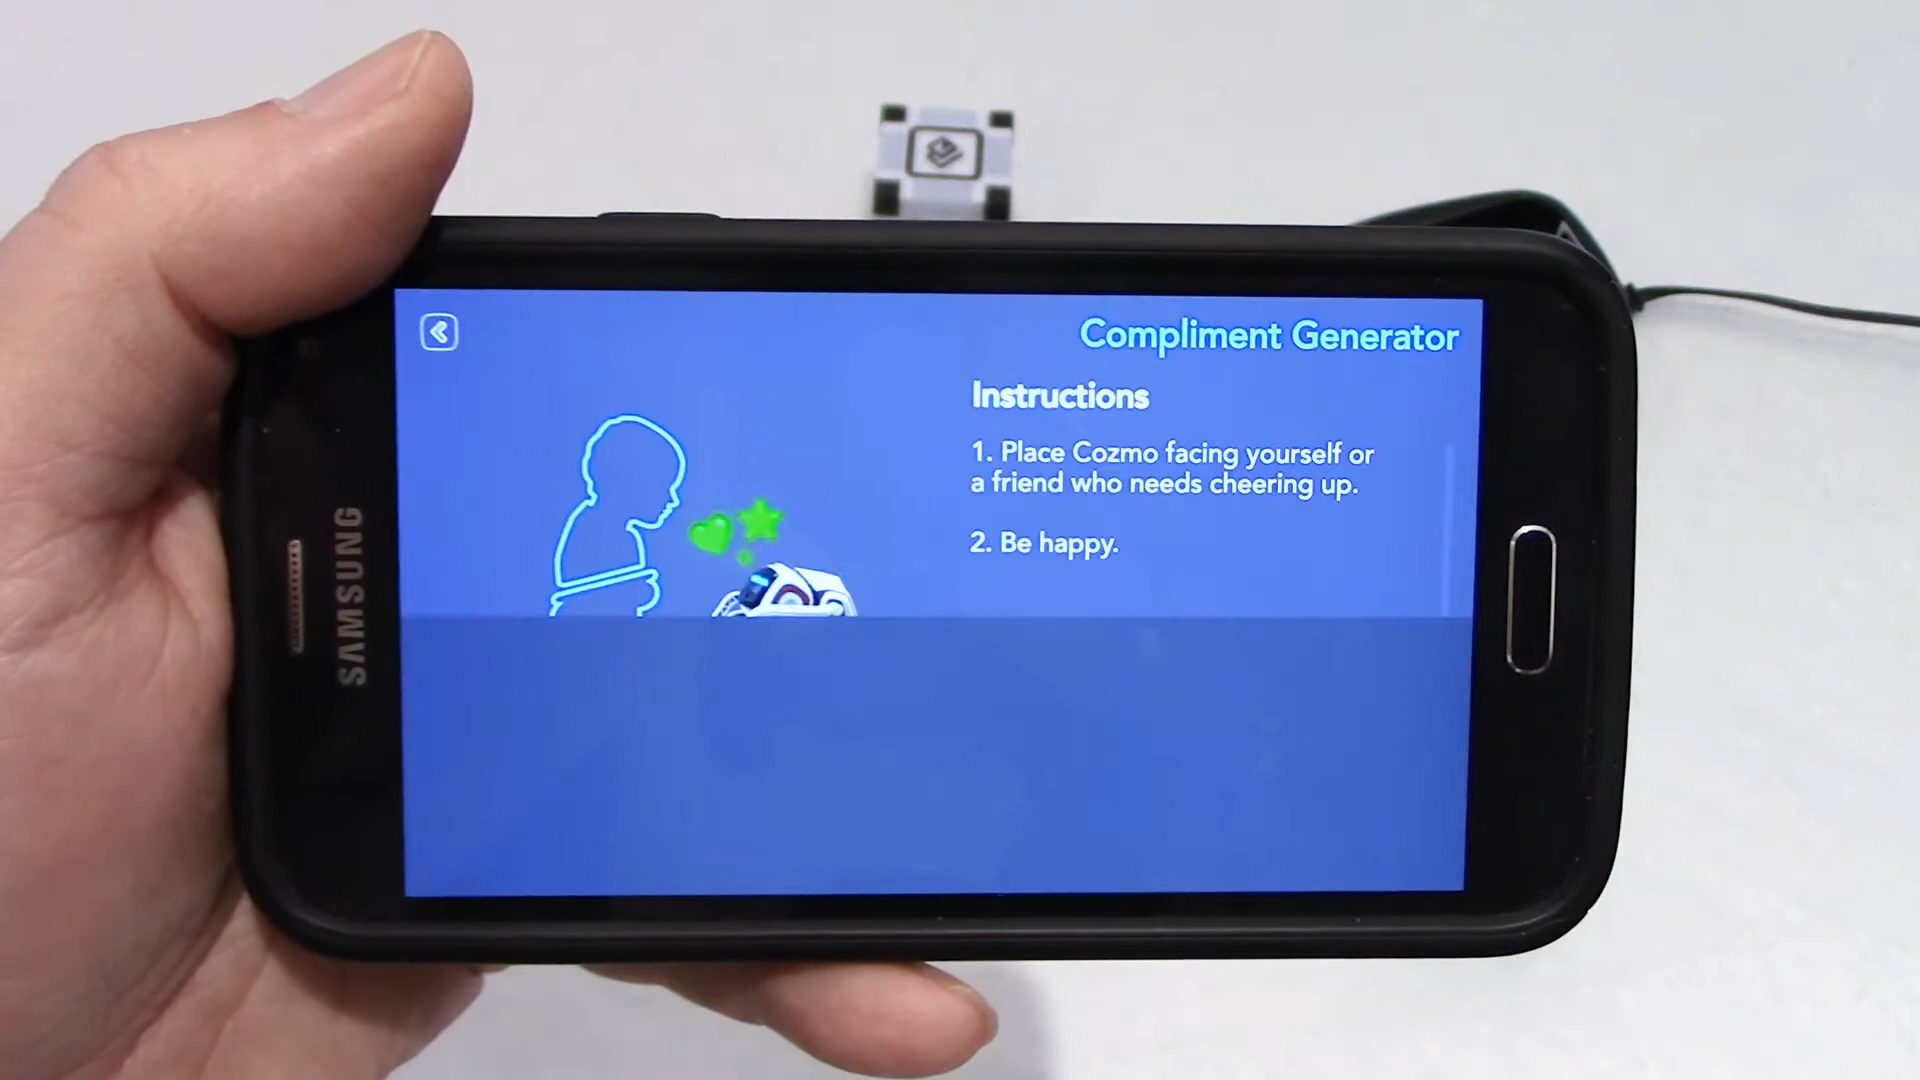 SAMSUNG
Compliment Generator
Instructions
1. Place Cozmo facing yourself or
a friend who needs cheering up.
2. Be happy.